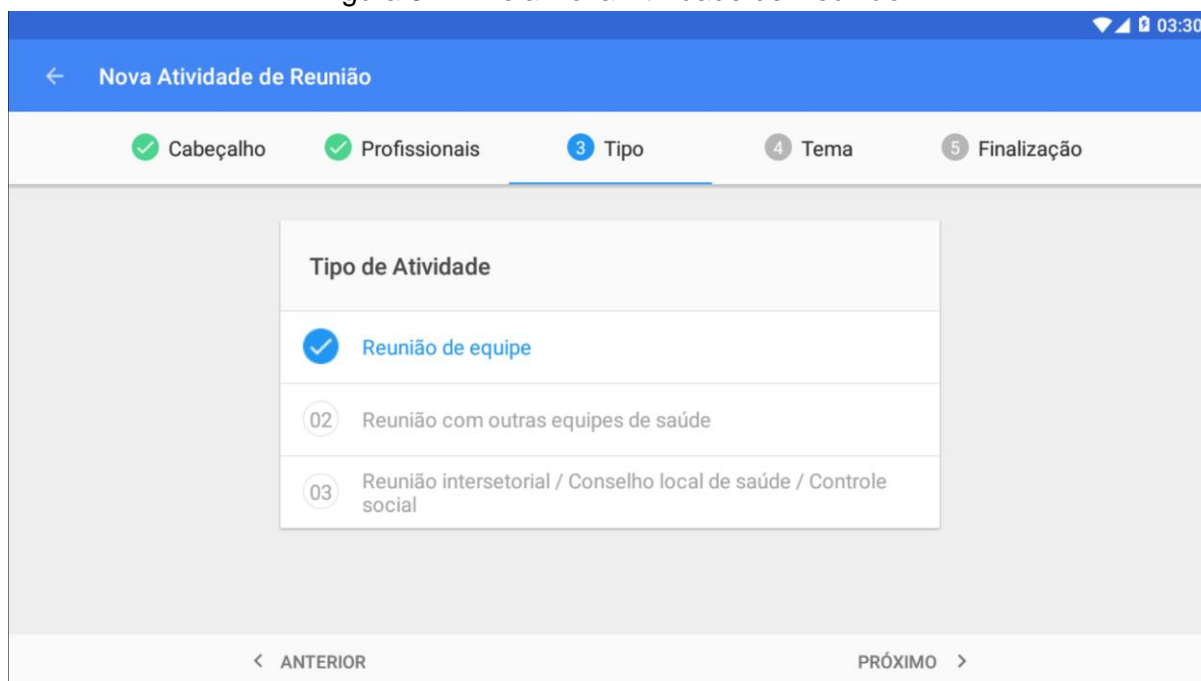 03:30
Nova Atividade de Reunião
Cabeçalho Profissionais 3 Tipo 4 Tema 5 Finalização
Tipo de Atividade
Reunião de equipe
02 Reunião com outras equipes de saúde
03 Reunião intersetorial / Conselho local de saúde / Controle
social
ANTERIOR PRÓXIMO